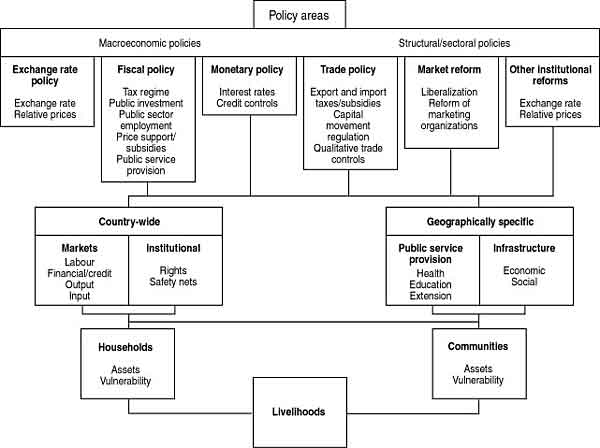 Policy areas
Macroeconomic policies
Structural/sectoral policies
Exchange rate
policy
Exchange rate
Relative prices
Fiscal policy
Tax regime
Public investment
Public sector
employment
Price support/
subsidies
Public service
provision
Monetary policy
Interest rates
Credit controls
Trade policy
Export and import
taxes/subsidies
Capital
movement
regulation
Qualitative trade
controls
Market reform
Liberalization
Reform of
marketing
organizations
Other institutional
reforms
Exchange rate
Relative prices
Country-wide
Markets
Labour
Financial/credit
Output
Input
Institutional
Rights
Safety nets
Geographically specific
Public service
provision
Health
Education
Extension
Infrastructure
Economic
Social
Households
Assets
Vulnerability
Communities
Assets
Vulnerability
Livelihoods